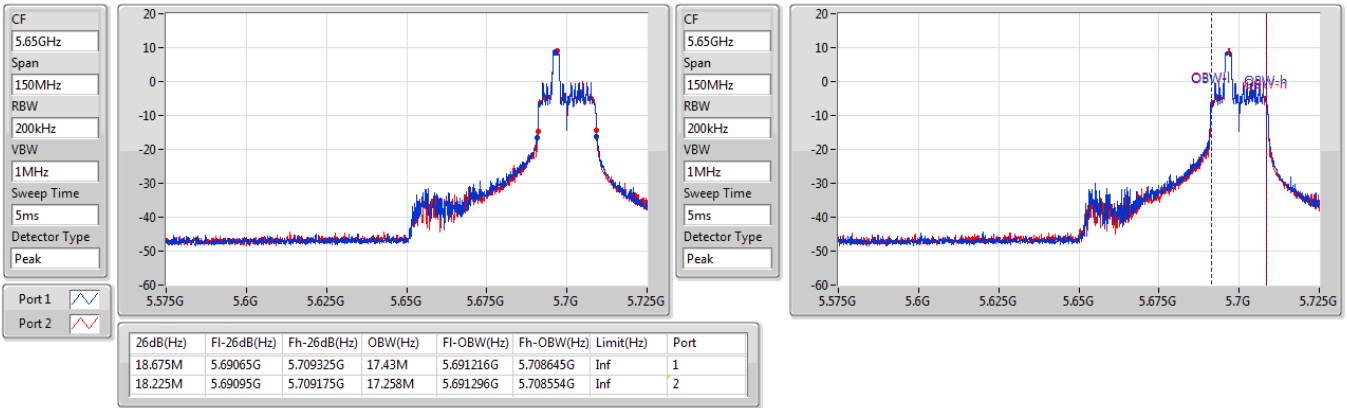 CF
5.65GHz
Span
150MHz
RBW
200kHz
VBW
1MHz
Sweep Time
5ms
Detector Type
Peak
Port 1
Port 2
20
10
0
-10
-20
-30
-40
-50
-60
5.575G 5.6G 5.625G 5.65G 5.675G 5.7G 5.725G
CF
5.65GHz
Span
150MHz
RBW
200kHz
VBW
1MHz
Sweep Time
5ms
Detector Type
Peak
20
10
0
-10
-20
-30
-40
-50
-60
OBW-l OBW-h
5.575G 5.6G 5.625G 5.65G 5.675G 5.7G 5.725G
26dB(Hz) Fl-26dB(Hz) Fh-26dB(Hz) OBW(Hz) Fl-OBW(Hz) Fh-OBW(Hz) Limit(Hz) Port
18.675M 5.69065G 5.709325G 17.43M 5.691216G 5.708645G Inf 1
18.225M 5.69095G 5.709175G 17.258M 5.691296G 5.708554G Inf 2